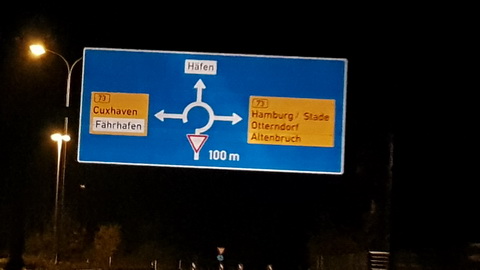 Häfen
73
Cuxhaven
Fährhafen
73
Hamburg/ Stade
Otterndorf
Altenbruch
100 m